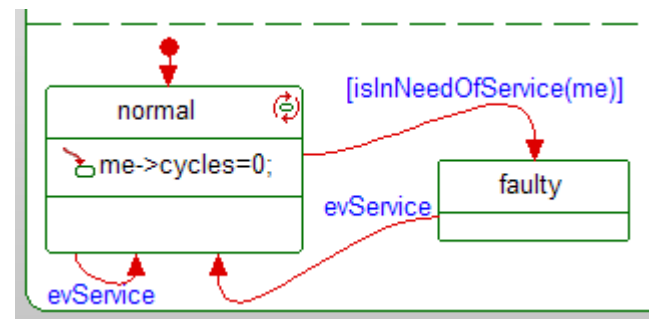 [isInNeedOfService(me)]
normal
me->cycles=0;
faulty
evService
evService